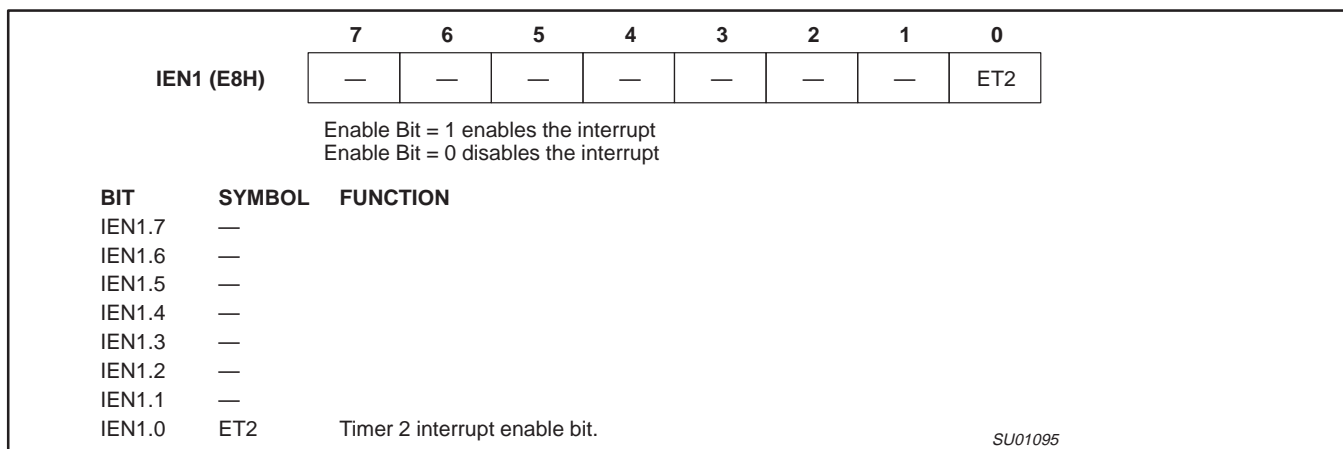 7 6 5 4 3 2 1 0
IEN1 (E8H) — — — — — — — ET2
Enable Bit = 1 enables the interrupt
Enable Bit = 0 disables the interrupt
BIT SYMBOL FUNCTION
IEN1.7 —
IEN1.6 —
IEN1.5 —
IEN1.4 —
IEN1.3 —
IEN1.2 —
IEN1.1 —
IEN1.0 ET2 Timer 2 interrupt enable bit.
SU01095